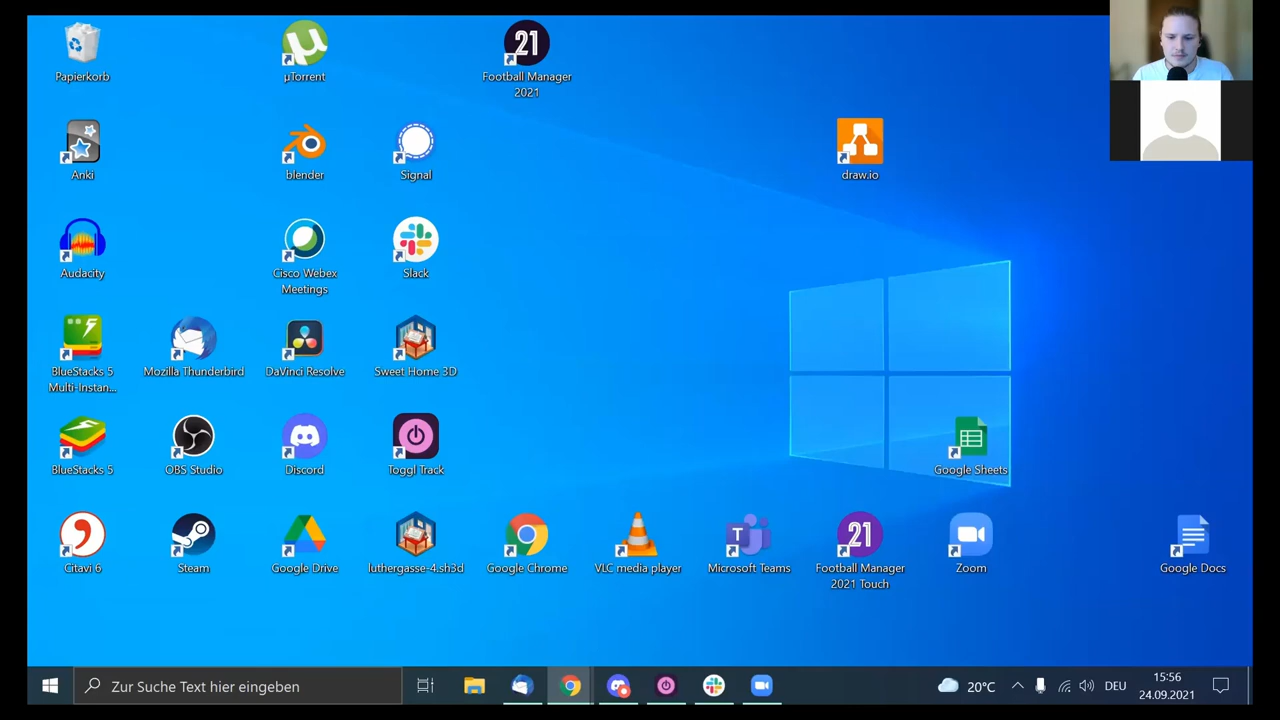 Papierkorb
µTorrent
21
Football Manager
2021
Anki
blender
Signal
draw.io
Audacity
Cisco Webex
Meetings
Slack
BlueStacks 5
Multi-Instan...
Mozilla Thunderbird
DaVinci Resolve
Sweet Home 3D
BlueStacks 5
OBS Studio
Discord
Toggl Track
Google Sheets
Citavi 6
Steam
Google Drive
luthergasse-4.sh3d
Google Chrome
VLC media player
T
Microsoft Teams
21
Football Manager
2021 Touch
Zoom
Google Docs
Zur Suche Text hier eingeben
20°C
DEU
15:56
24.09.2021